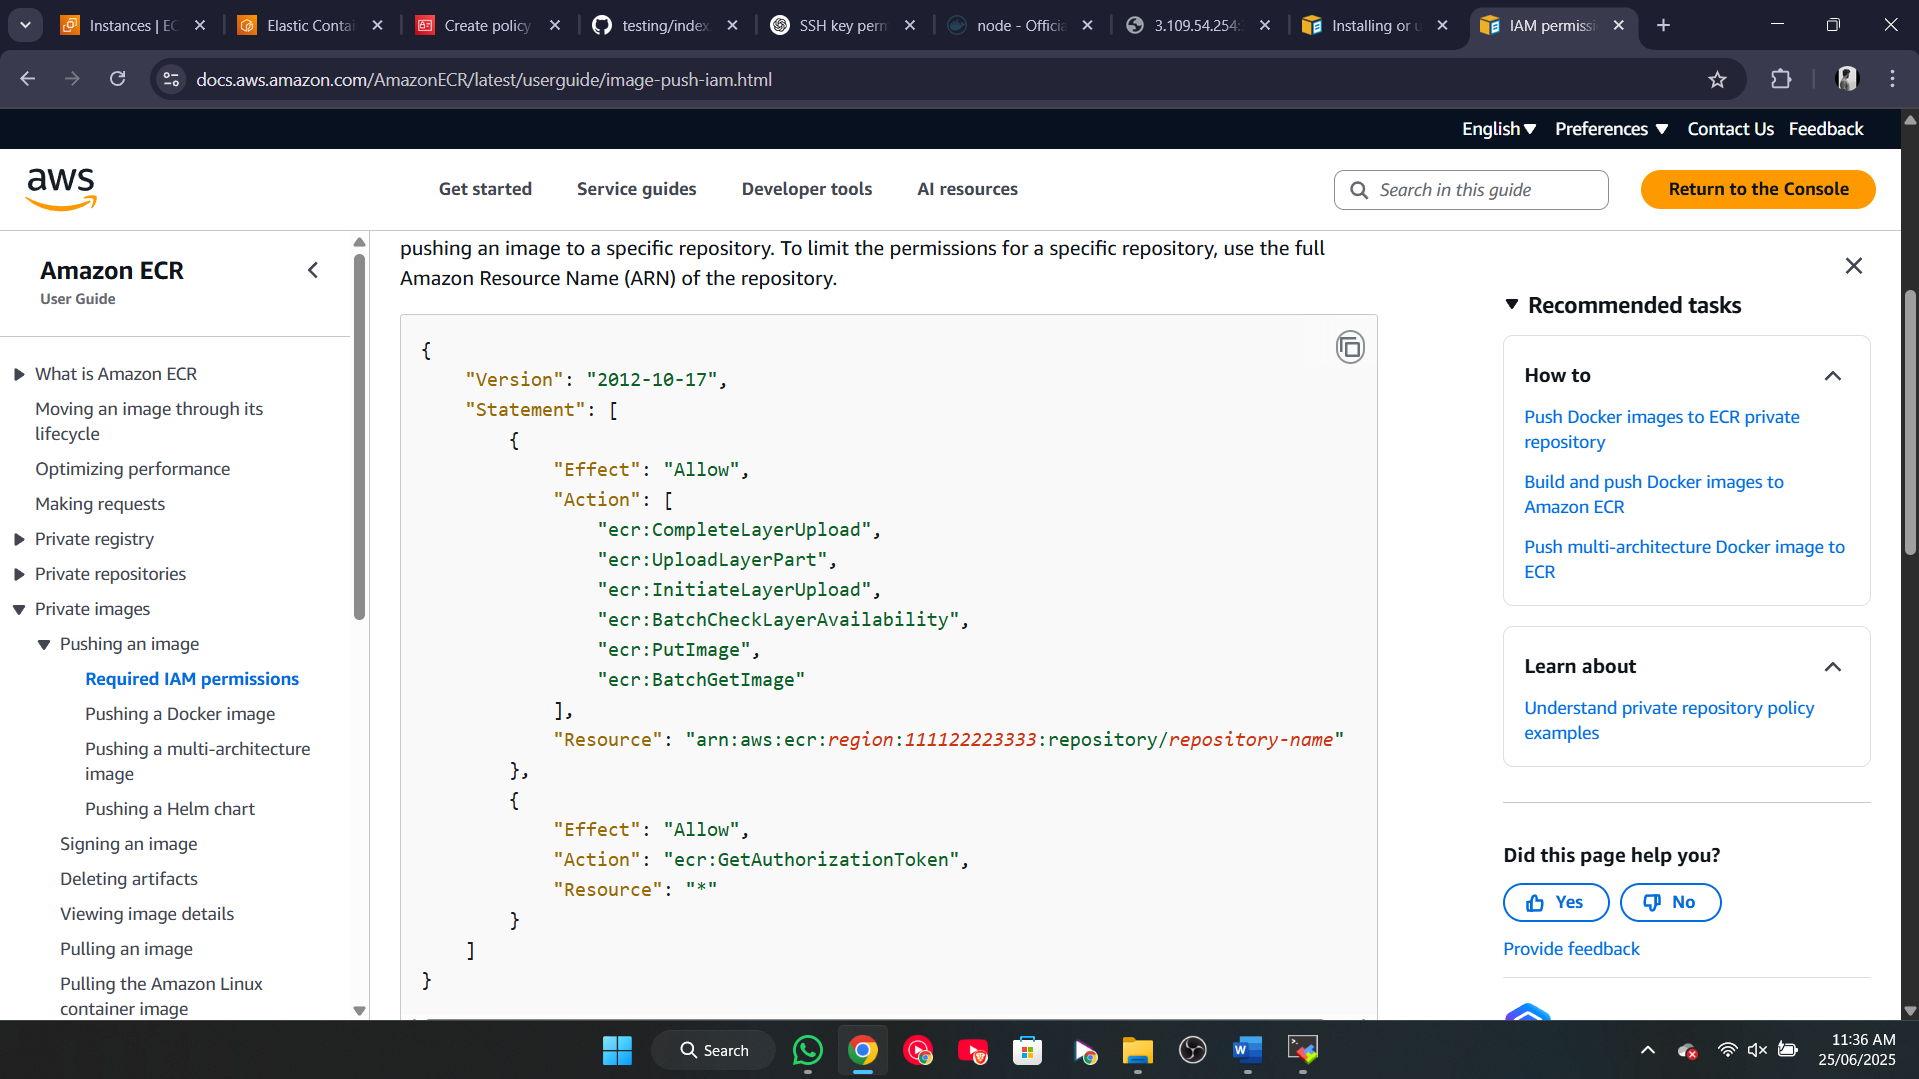 Instances | EC
Elastic Contai
Create policy
testing/index.
SSH key perm
node - Officia
3.109.54.254:
Installing or u
IAM permissi
docs.aws.amazon.com/AmazonECR/latest/userguide/image-push-iam.html
English Preferences Contact Us Feedback
aws
Get started Service guides Developer tools AI resources
Search in this guide
Return to the Console
Amazon ECR
User Guide
What is Amazon ECR
Moving an image through its
lifecycle
Optimizing performance
Making requests
Private registry
Private repositories
Private images
Pushing an image
Required IAM permissions
Pushing a Docker image
Pushing a multi-architecture
image
Pushing a Helm chart
Signing an image
Deleting artifacts
Viewing image details
Pulling an image
Pulling the Amazon Linux
container image
pushing an image to a specific repository. To limit the permissions for a specific repository, use the full
Amazon Resource Name (ARN) of the repository.
{
"Version": "2012-10-17",
"Statement": [
{
"Effect": "Allow",
"Action": [
"ecr:CompleteLayerUpload",
"ecr:UploadLayerPart",
"ecr:InitiateLayerUpload",
"ecr:BatchCheckLayerAvailability",
"ecr:PutImage",
"ecr:BatchGetImage"
],
"Resource": "arn:aws:ecr:region:111122223333:repository/repository-name"
},
{
"Effect": "Allow",
"Action": "ecr:GetAuthorizationToken",
"Resource": "*"
}
]
}
Recommended tasks
How to
Push Docker images to ECR private
repository
Build and push Docker images to
Amazon ECR
Push multi-architecture Docker image to
ECR
Learn about
Understand private repository policy
examples
Did this page help you?
Yes No
Provide feedback
Search
11:36 AM
25/06/2025